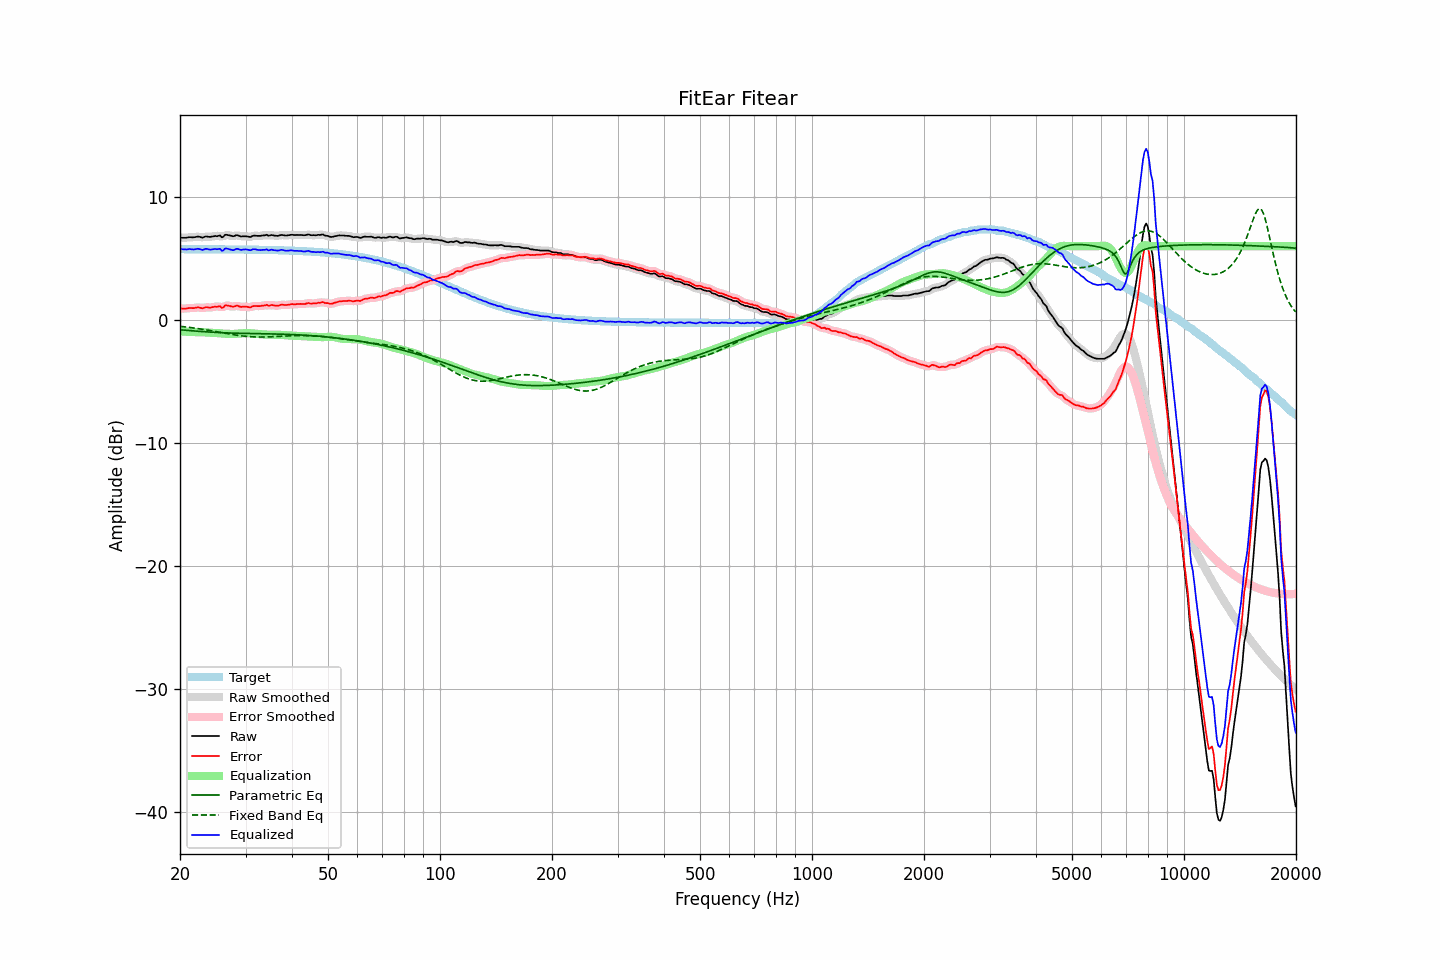 FitEar Fitear
Amplitude (dBr)
10
0
−10
−20
−30
−40
Target
Raw Smoothed
Error Smoothed
Raw
Error
Equalization
Parametric Eq
Fixed Band Eq
Equalized
20 50 100 200 500 1000 2000 5000 10000 20000
Frequency (Hz)